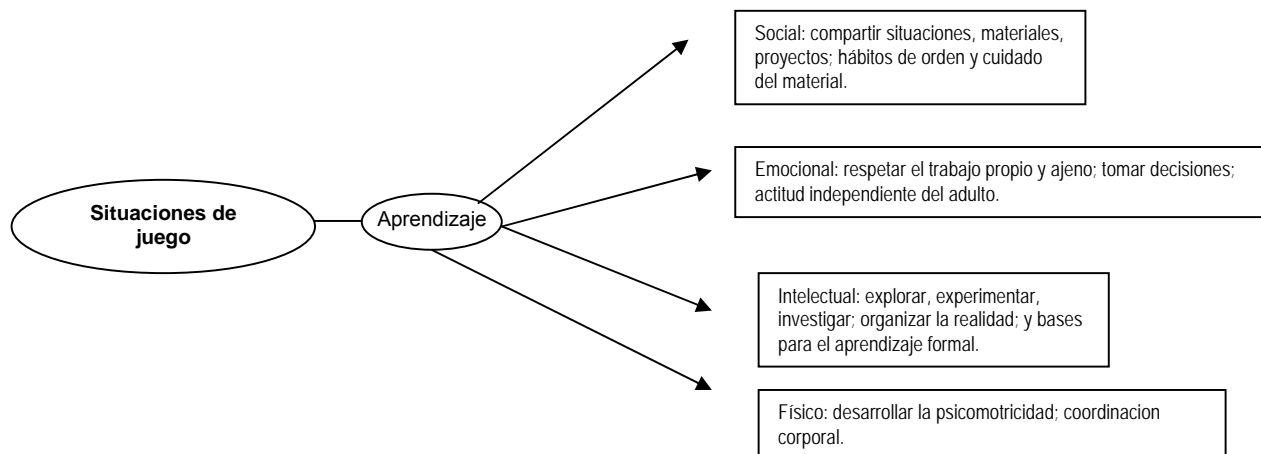 Social: compartir situaciones, materiales,
proyectos; hábitos de orden y cuidado
del material.
Emocional: respetar el trabajo propio y ajeno; tomar decisiones;
actitud independiente del adulto.
Situaciones de
juego
Aprendizaje
Intelectual: explorar, experimentar,
investigar; organizar la realidad; y bases
para el aprendizaje formal.
Físico: desarrollar la psicomotricidad; coordinacion
corporal.